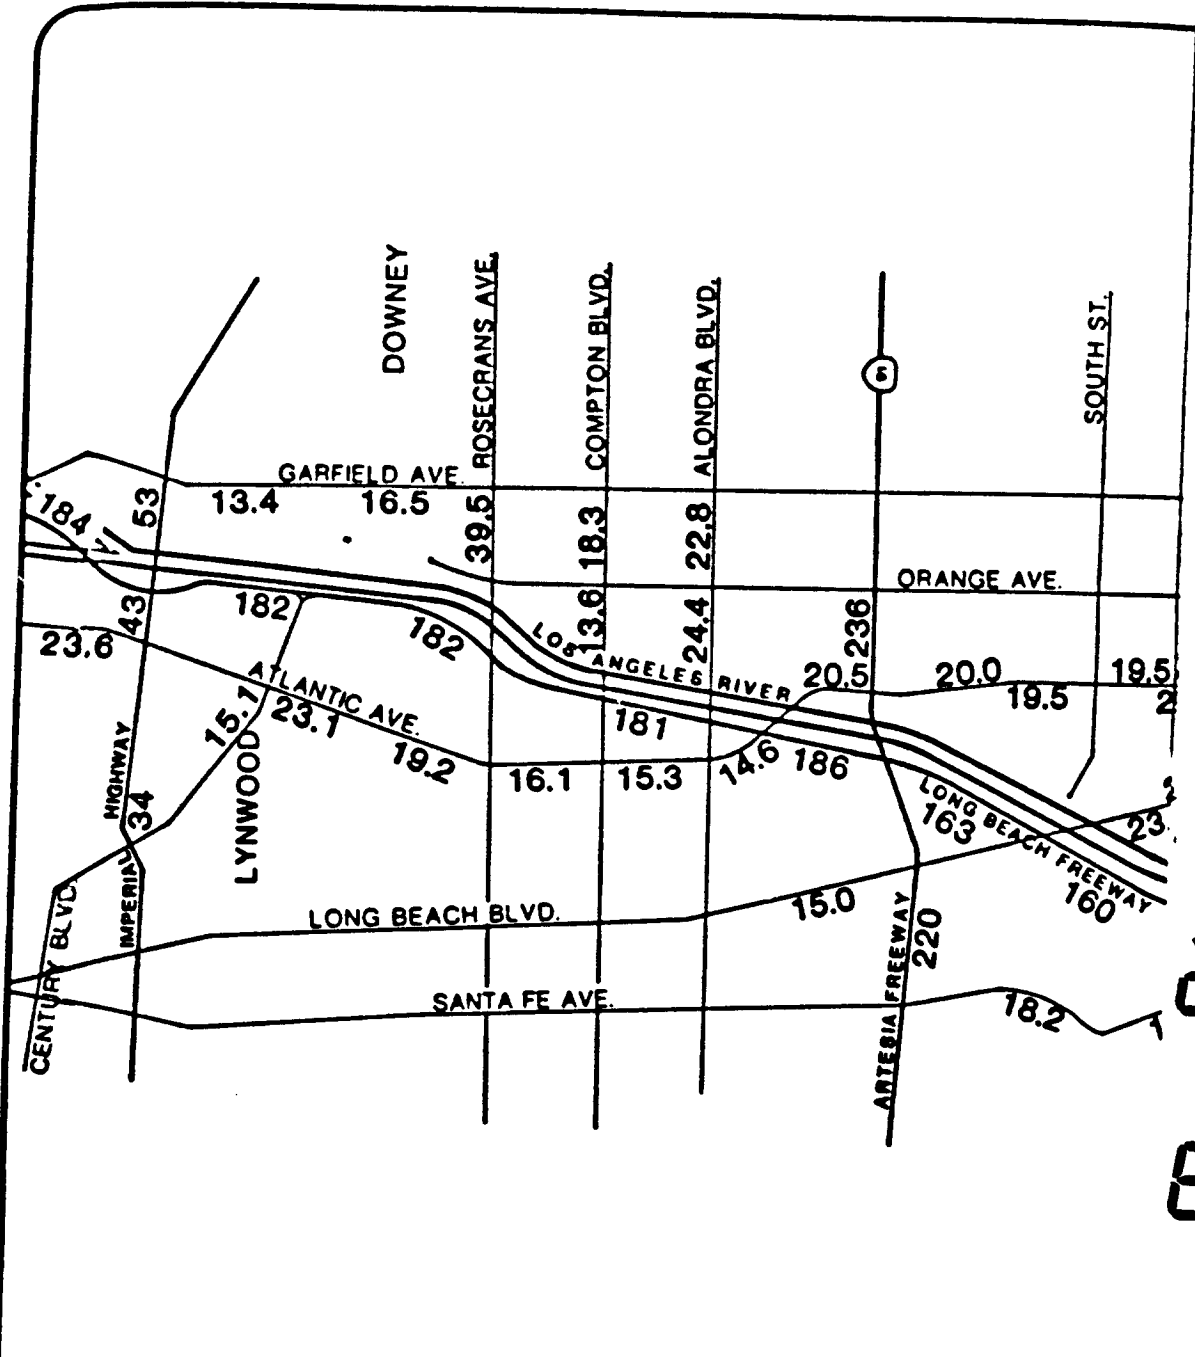 DOWNEY
ROSECRANS AVE.
COMPTON BLVD.
ALONDRA BLVD.
SOUTH ST.
GARFIELD AVE.
184
53
13.4
16.5
39.5
18.3
22.8
ORANGE AVE.
43
182
182
13.6
24.4
236
23.6
LOS ANGELES RIVER
20.5
20.0
19.5
19.5
ATLANTIC AVE.
15.1
23.1
19.2
181
14.6
186
16.1
15.3
HIGHWAY
34
LYNWOOD
LONG BEACH FREEWAY
163
23
160
IMPERIAL
CENTURY BLVD.
LONG BEACH BLVD.
15.0
ARTESIA FREEWAY
220
SANTA FE AVE.
18.2